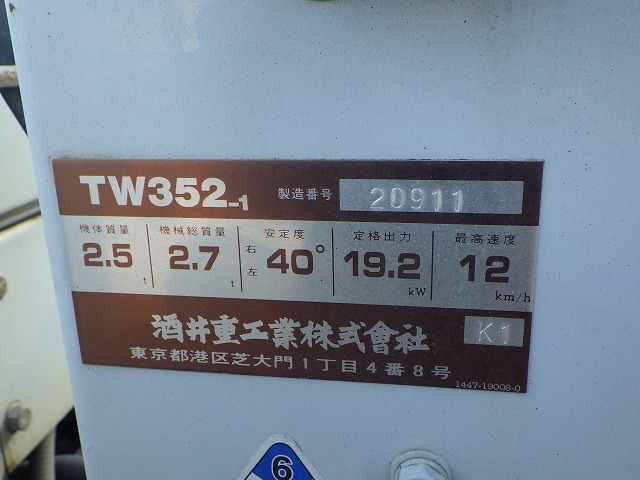 TW352-1 製造番号 20911
機体質量 機械総質量 安定度 定格出力 最高速度
2.5 t 2.7 t 右左 40° 19.2 kW 12 km/h
酒井重工業株式會社 K1
東京都港区芝大門1丁目4番8号
1447-19008-0
6